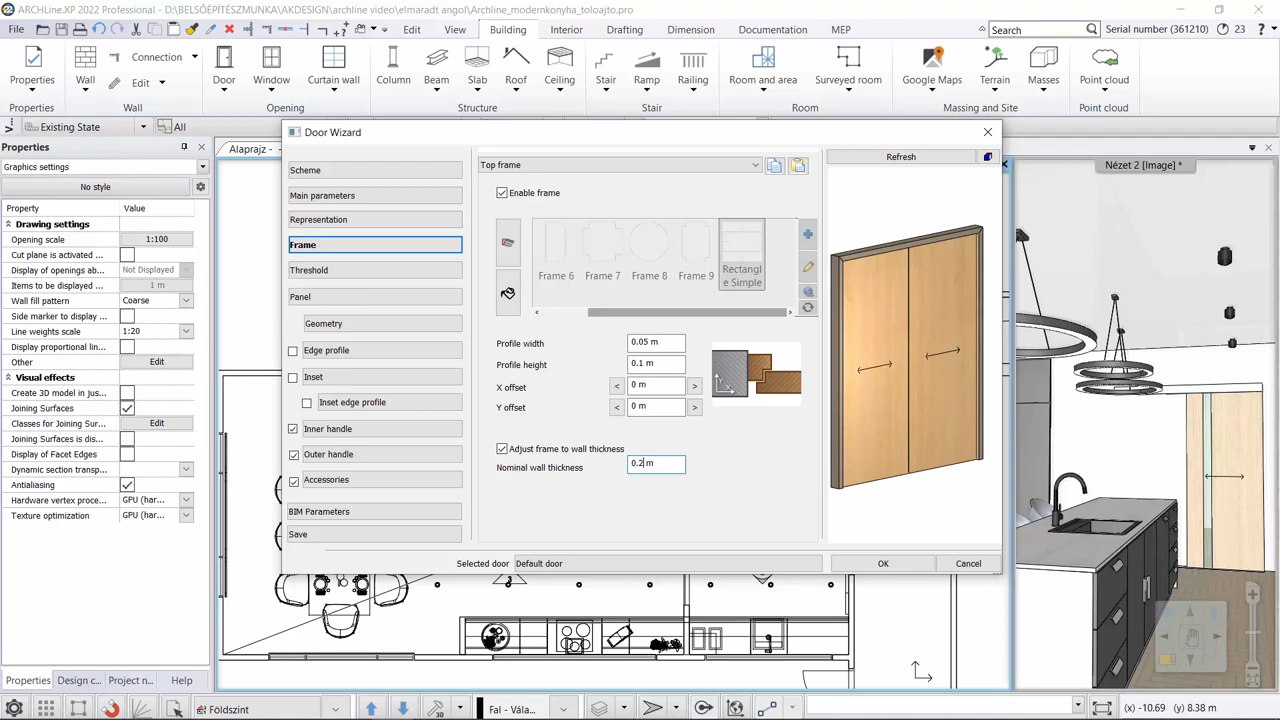 ARCHLine.XP 2022 Professional - D:\BELSŐÉPÍTÉSZMUNKA\AKDESIGN\archline video\elmaradt angol\Archline_modernkonyha_toloajto.pro
File
Edit View Building Interior Drafting Dimension Documentation MEP
Search
Serial number (361210)
23
Properties
Wall
Connection
Edit
Door
Window
Curtain wall
Column
Beam
Slab
Roof
Ceiling
Stair
Ramp
Railing
Room and area
Surveyed room
Google Maps
Terrain
Masses
Point cloud
Properties Wall Opening Structure Stair Room Massing and Site Point cloud
Existing State
All
Properties
Graphics settings
No style
Property Value
Drawing settings
Opening scale 1:100
Cut plane is activated ...
Display of openings ab... Not Displayed
Items to be displayed ... 1 m
Wall fill pattern Coarse
Side marker to display ...
Line weights scale 1:20
Display proportional lin...
Other Edit
Visual effects
Create 3D model in jus...
Joining Surfaces
Classes for Joining Sur... Edit
Joining Surfaces is dis...
Display of Facet Edges
Dynamic section transp...
Antialiasing
Hardware vertex proce... GPU (har...
Texture optimization GPU (har...
Properties Design c... Project n... Help
Alaprajz -
Nézet 2 [Image] *
Door Wizard
Scheme
Main parameters
Representation
Frame
Threshold
Panel
Geometry
Edge profile
Inset
Inset edge profile
Inner handle
Outer handle
Accessories
BIM Parameters
Save
Top frame
Enable frame
Frame 6
Frame 7
Frame 8
Frame 9
Rectangl
e Simple
Profile width 0.05 m
Profile height 0.1 m
X offset < 0 m >
Y offset < 0 m >
Adjust frame to wall thickness
Nominal wall thickness 0.2 m
Refresh
Selected door Default door
OK
Cancel
Földszint
Fal - Vála...
x: -10.69 y: 8.38 m